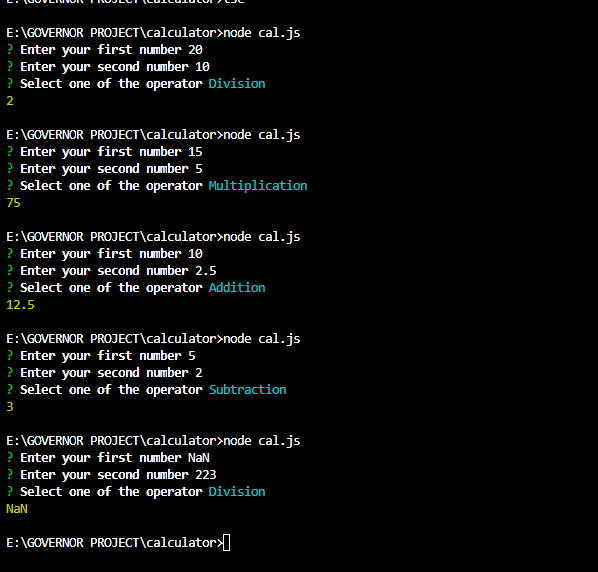 E:\GOVERNOR PROJECT\calculator>tsc
E:\GOVERNOR PROJECT\calculator>node cal.js
? Enter your first number 20
? Enter your second number 10
? Select one of the operator Division
2
E:\GOVERNOR PROJECT\calculator>node cal.js
? Enter your first number 15
? Enter your second number 5
? Select one of the operator Multiplication
75
E:\GOVERNOR PROJECT\calculator>node cal.js
? Enter your first number 10
? Enter your second number 2.5
? Select one of the operator Addition
12.5
E:\GOVERNOR PROJECT\calculator>node cal.js
? Enter your first number 5
? Enter your second number 2
? Select one of the operator Subtraction
3
E:\GOVERNOR PROJECT\calculator>node cal.js
? Enter your first number NaN
? Enter your second number 223
? Select one of the operator Division
NaN
E:\GOVERNOR PROJECT\calculator>